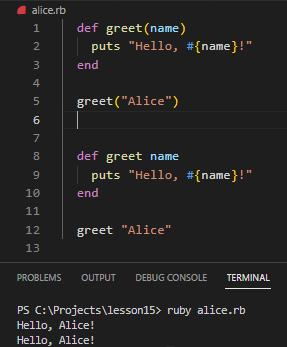 alice.rb
1 def greet(name)
2 puts "Hello, #{name}!"
3 end
4
5 greet("Alice")
6
7
8 def greet name
9 puts "Hello, #{name}!"
10 end
11
12 greet "Alice"
13
PROBLEMS OUTPUT DEBUG CONSOLE TERMINAL
PS C:\Projects\lesson15> ruby alice.rb
Hello, Alice!
Hello, Alice!